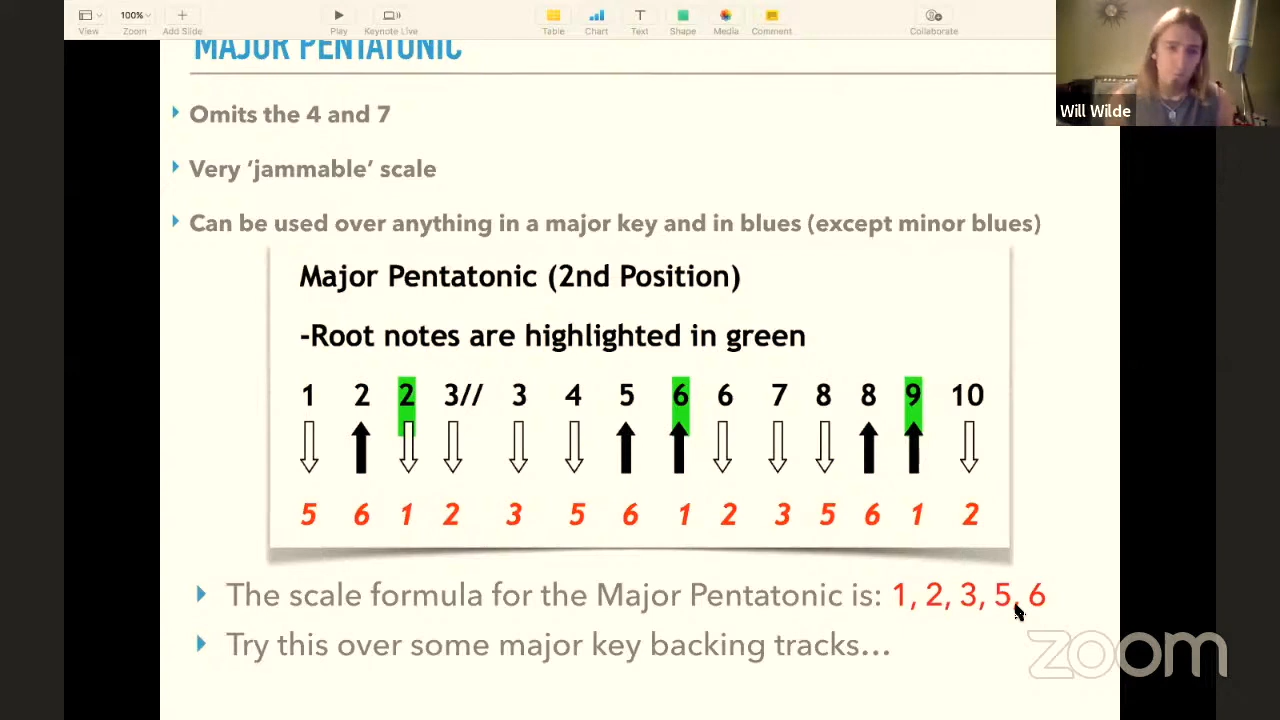 100%
View
Zoom
Add Slide
Play
Keynote Live
Table
Chart
Text
Shape
Media
Comment
Collaborate
Will Wilde
MAJOR PENTATONIC
Omits the 4 and 7
Very ‘jammable’ scale
Can be used over anything in a major key and in blues (except minor blues)
Major Pentatonic (2nd Position)
-Root notes are highlighted in green
1 2 2 3// 3 4 5 6 6 7 8 8 9 10
5 6 1 2 3 5 6 1 2 3 5 6 1 2
The scale formula for the Major Pentatonic is: 1, 2, 3, 5, 6
Try this over some major key backing tracks…
zoom